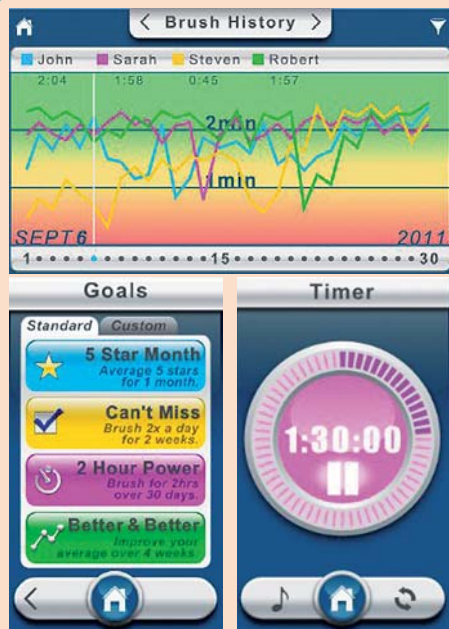 < Brush History >
John Sarah Steven Robert
2:04 1:58 0:45 1:57
2min
1min
SEPT 6 2011
1 15 30
Goals
Standard Custom
5 Star Month
Average 5 stars
for 1 month.
Can't Miss
Brush 2x a day
for 2 weeks.
2 Hour Power
Brush for 2hrs
over 30 days.
Better & Better
Improve your
average over 4 weeks.
Timer
1:30:00